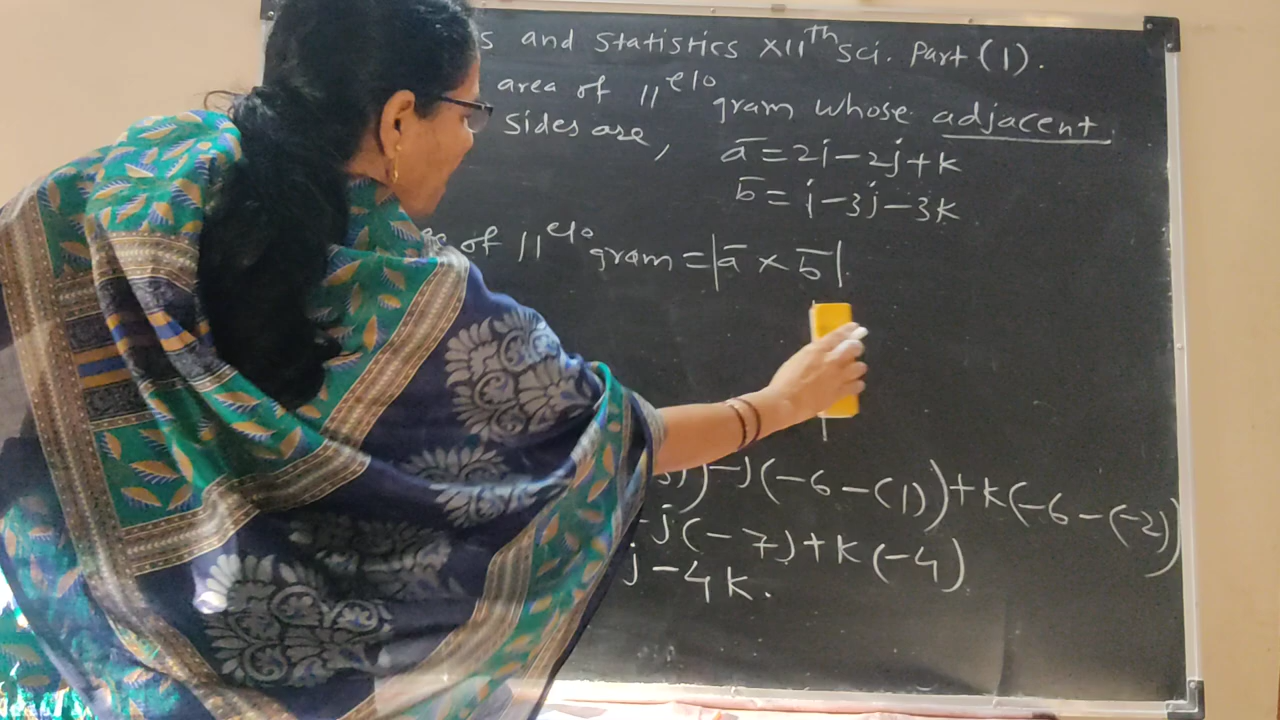 s and statistics XII th sci. Part (1).
area of ||elo gram whose adjacent
sides are, a̅ = 2i - 2j + k
b̅ = i - 3j - 3k
of ||elo gram = |a̅ × b̅|.
) - j(-6 - (1)) + k(-6 - (-2))
- j(-7) + k(-4)
j - 4k.